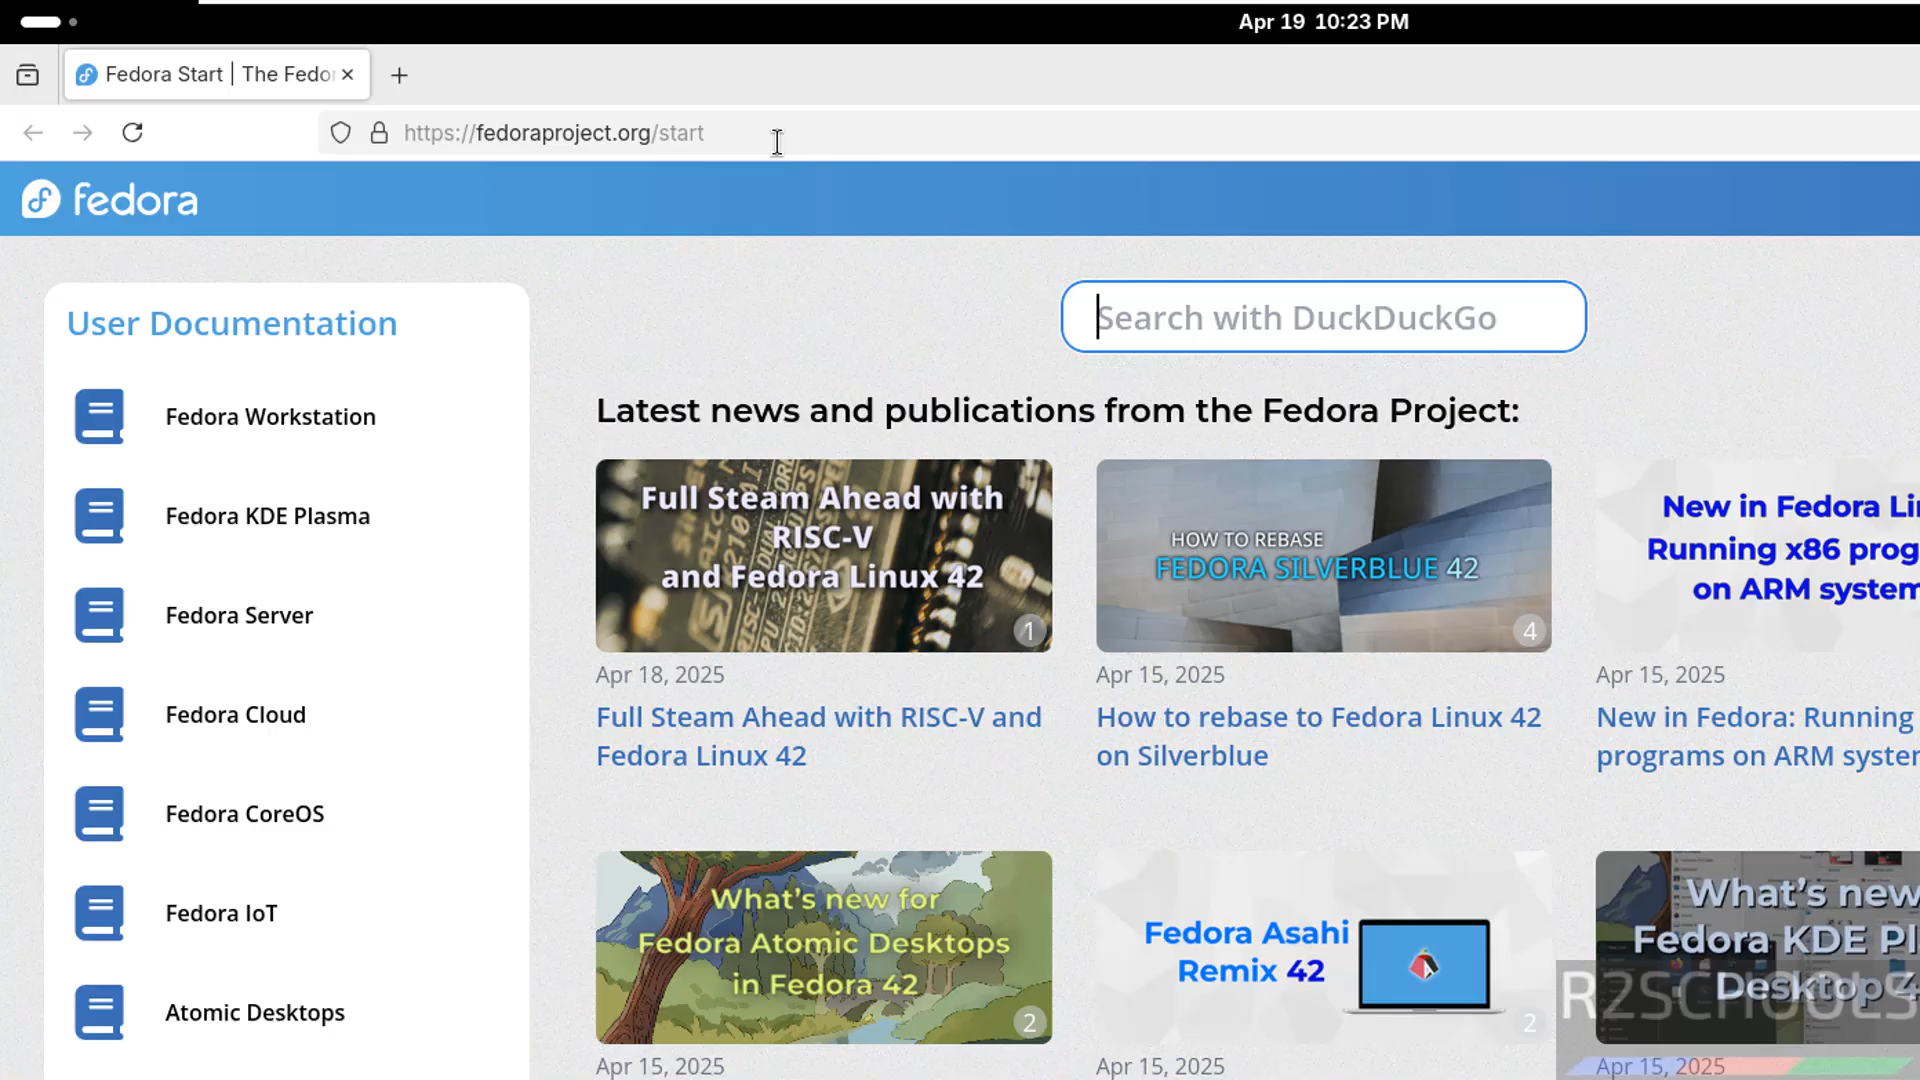 Apr 19 10:23 PM
Fedora Start | The Fedor
https://fedoraproject.org/start
fedora
User Documentation
Fedora Workstation
Fedora KDE Plasma
Fedora Server
Fedora Cloud
Fedora CoreOS
Fedora IoT
Atomic Desktops
Search with DuckDuckGo
Latest news and publications from the Fedora Project:
Full Steam Ahead with
RISC-V
and Fedora Linux 42
1
Apr 18, 2025
Full Steam Ahead with RISC-V and
Fedora Linux 42
HOW TO REBASE
FEDORA SILVERBLUE 42
4
Apr 15, 2025
How to rebase to Fedora Linux 42
on Silverblue
New in Fedora Li
Running x86 prog
on ARM system
Apr 15, 2025
New in Fedora: Running
programs on ARM system
What's new for
Fedora Atomic Desktops
in Fedora 42
2
Apr 15, 2025
Fedora Asahi
Remix 42
2
Apr 15, 2025
What's new
Fedora KDE Pl
Desktop 4
Apr 15, 2025
R2SCHOOLS